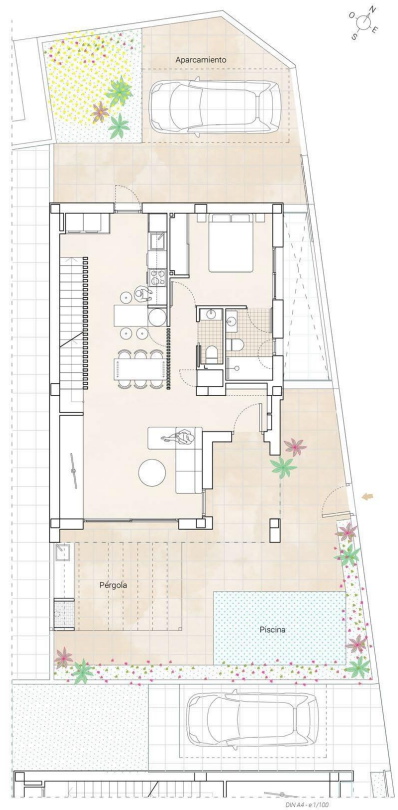 N
O
E
S
Aparcamiento
Pérgola
Piscina
DIN A4 - e 1/100